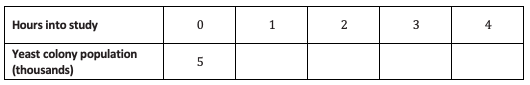 Hours into study 0 1 2 3 4
Yeast colony population
(thousands) 5